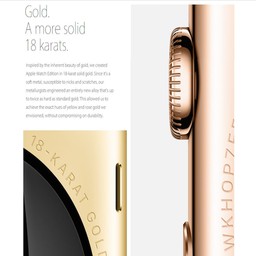 Gold.
A more solid
18 karats.
Inspired by the inherent beauty of gold, we created
Apple Watch Edition in 18-karat solid gold. Since it's a
soft metal, susceptible to nicks and scratches, our
metallurgists engineered an entirely new alloy that's up
to twice as hard as standard gold. This allowed us to
achieve the exact hues of yellow and rose gold we
envisioned, without compromising on durability.
18-KARAT GOLD